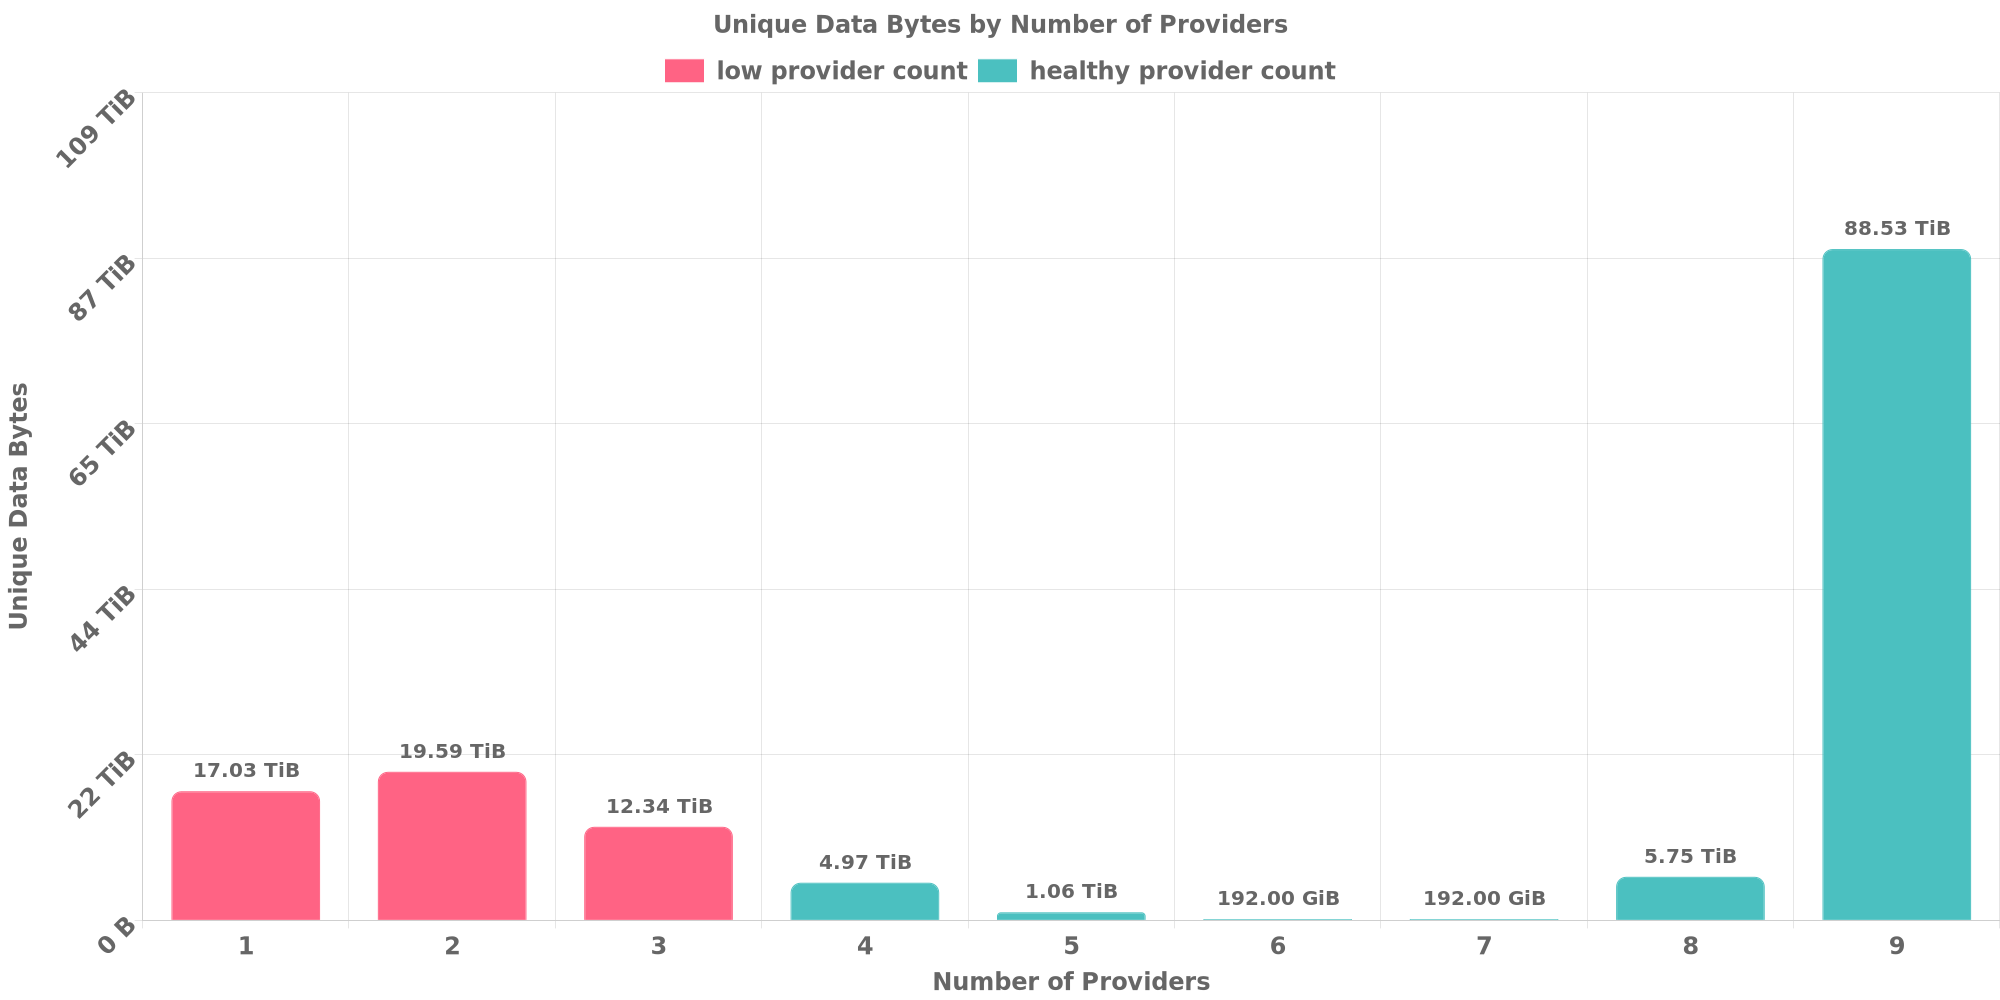 Unique Data Bytes by Number of Providers
low provider count healthy provider count
109 TiB
87 TiB
65 TiB
44 TiB
22 TiB
0 B
Unique Data Bytes
17.03 TiB
19.59 TiB
12.34 TiB
4.97 TiB
1.06 TiB
192.00 GiB
192.00 GiB
5.75 TiB
88.53 TiB
1 2 3 4 5 6 7 8 9
Number of Providers